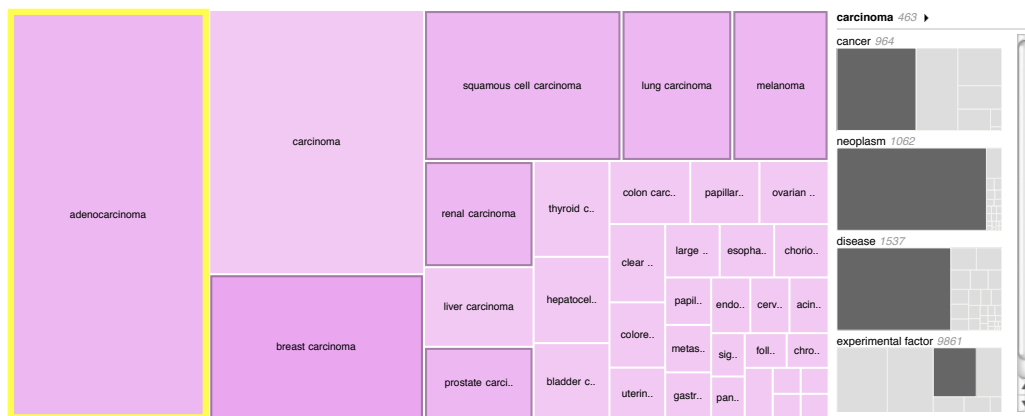 adenocarcinoma
carcinoma
breast carcinoma
squamous cell carcinoma
lung carcinoma
melanoma
renal carcinoma
liver carcinoma
prostate carci..
thyroid c..
hepatocel..
bladder c..
colon carc..
papillar..
ovarian ..
clear ..
large ..
esopha..
chorio..
colore..
papil..
endo..
cerv..
acin..
metas..
sig..
foll..
chro..
uterin..
gastr..
pan..
carcinoma 463
cancer 964
neoplasm 1062
disease 1537
experimental factor 9861